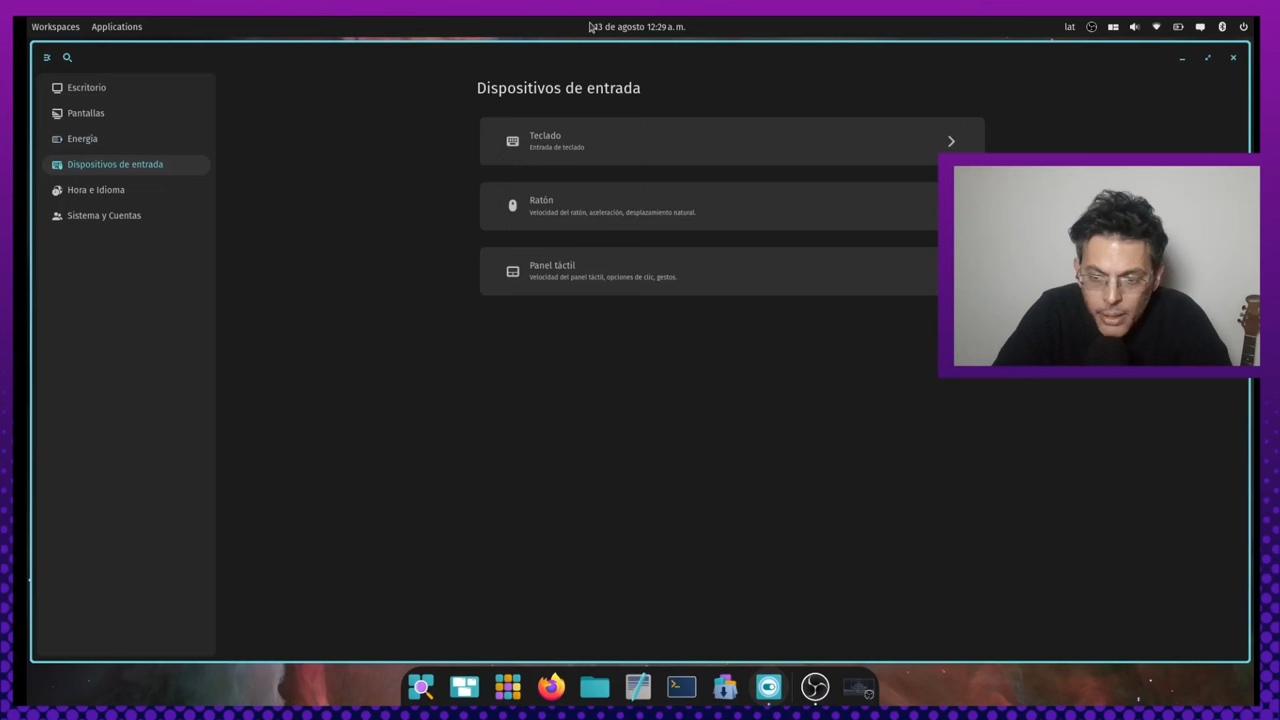 Workspaces Applications
13 de agosto 12:29 a. m.
lat
Dispositivos de entrada
Escritorio
Pantallas
Energía
Dispositivos de entrada
Hora e Idioma
Sistema y Cuentas
Teclado
Entrada de teclado
Ratón
Velocidad del ratón, aceleración, desplazamiento natural.
Panel táctil
Velocidad del panel táctil, opciones de clic, gestos.